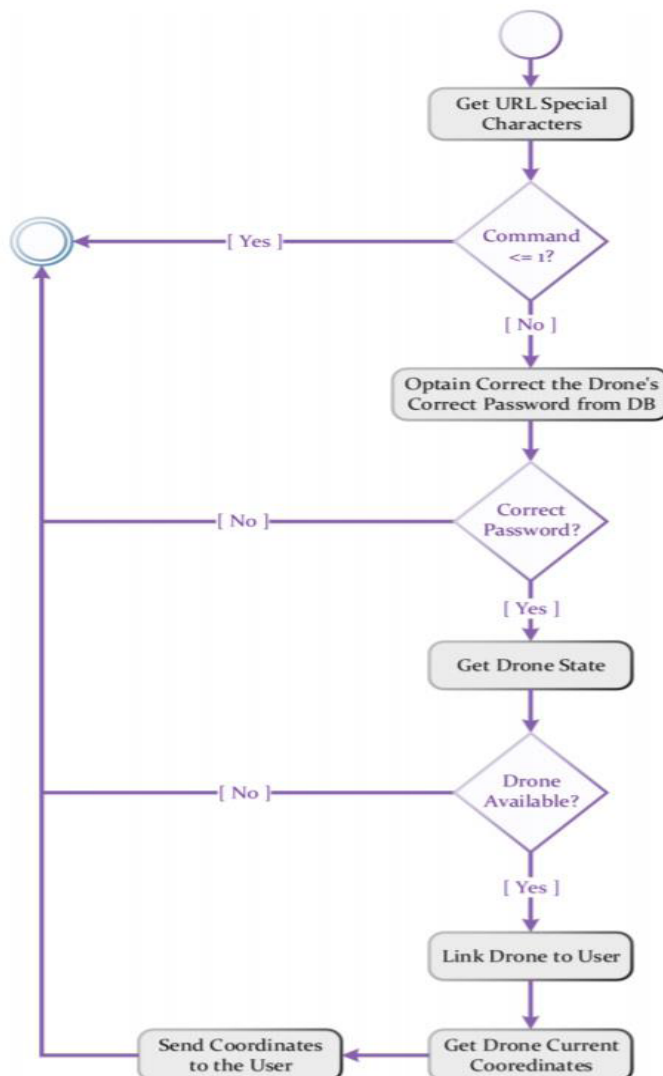 Get URL Special
Characters
Command
<= 1?
[ Yes ]
[ No ]
Optain Correct the Drone's
Correct Password from DB
Correct
Password?
[ No ]
[ Yes ]
Get Drone State
Drone
Available?
[ No ]
[ Yes ]
Link Drone to User
Get Drone Current
Cooredinates
Send Coordinates
to the User